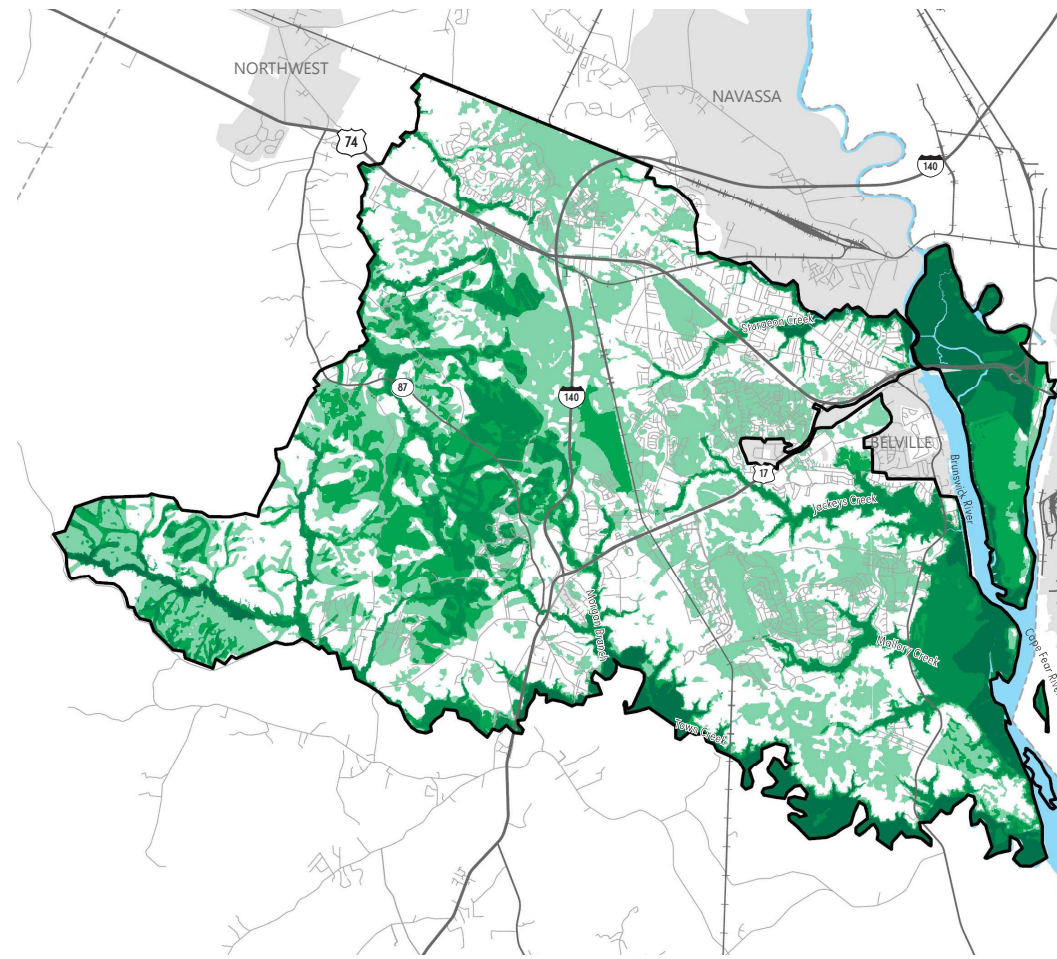 NORTHWEST
NAVASSA
74
140
Sturgeon Creek
87
140
BELVILLE
17
Brunswick River
Jackeys Creek
Morgan Branch
Mallory Creek
Cape Fear River
Town Creek